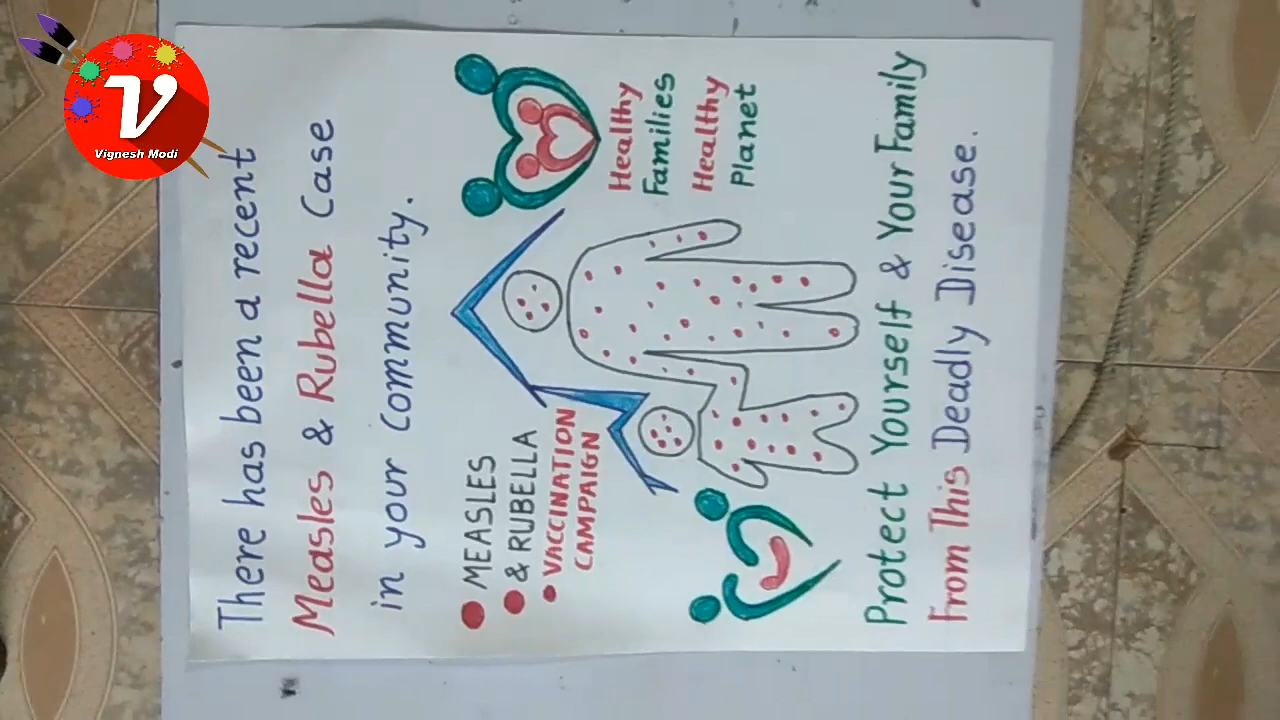 There has been a recent
Measles & Rubella Case
in your community.
Healthy
Families
Healthy
Planet
MEASLES
& RUBELLA
VACCINATION
CAMPAIGN
Protect Yourself & Your Family
From This Deadly Disease.
V
Vignesh Modi